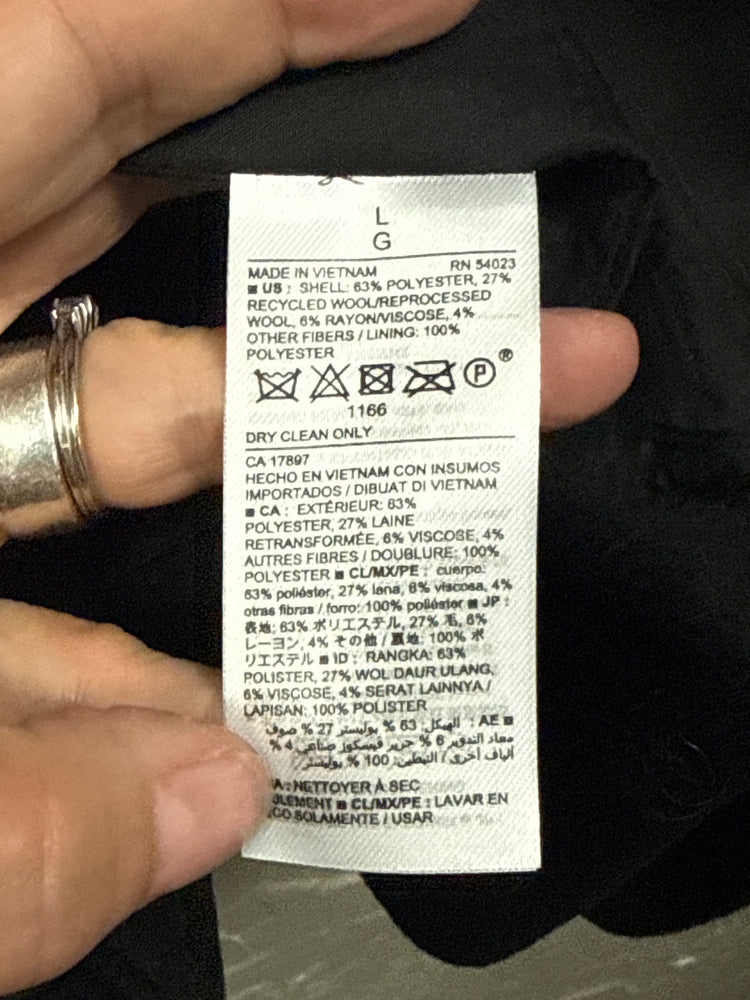 L
G
MADE IN VIETNAM RN 54023
■ US : SHELL: 63% POLYESTER, 27%
RECYCLED WOOL/REPROCESSED
WOOL, 6% RAYON/VISCOSE, 4%
OTHER FIBERS / LINING: 100%
POLYESTER
P ®
1166
DRY CLEAN ONLY
CA 17897
HECHO EN VIETNAM CON INSUMOS
IMPORTADOS / DIBUAT DI VIETNAM
■ CA : EXTÉRIEUR: 63%
POLYESTER, 27% LAINE
RETRANSFORMÉE, 6% VISCOSE, 4%
AUTRES FIBRES / DOUBLURE: 100%
POLYESTER ■ CL/MX/PE : cuerpo:
63% poliéster, 27% lana, 6% viscosa, 4%
otras fibras / forro: 100% poliéster ■ JP :
表地: 63% ポリエステル, 27% 毛, 6%
レーヨン, 4% その他 / 裏地: 100% ポ
リエステル ■ ID : RANGKA: 63%
POLISTER, 27% WOL DAUR ULANG,
6% VISCOSE, 4% SERAT LAINNYA /
LAPISAN: 100% POLISTER
■ AE : الهيكل: 63 % بوليستر 27 % صوف
معاد التدوير 6 % حرير فيسكوز صناعي 4 %
ألياف أخرى / التبطين: 100 % بوليستر/
: NETTOYER À SEC
■ CL/MX/PE : LAVAR EN
SOLAMENTE / USAR